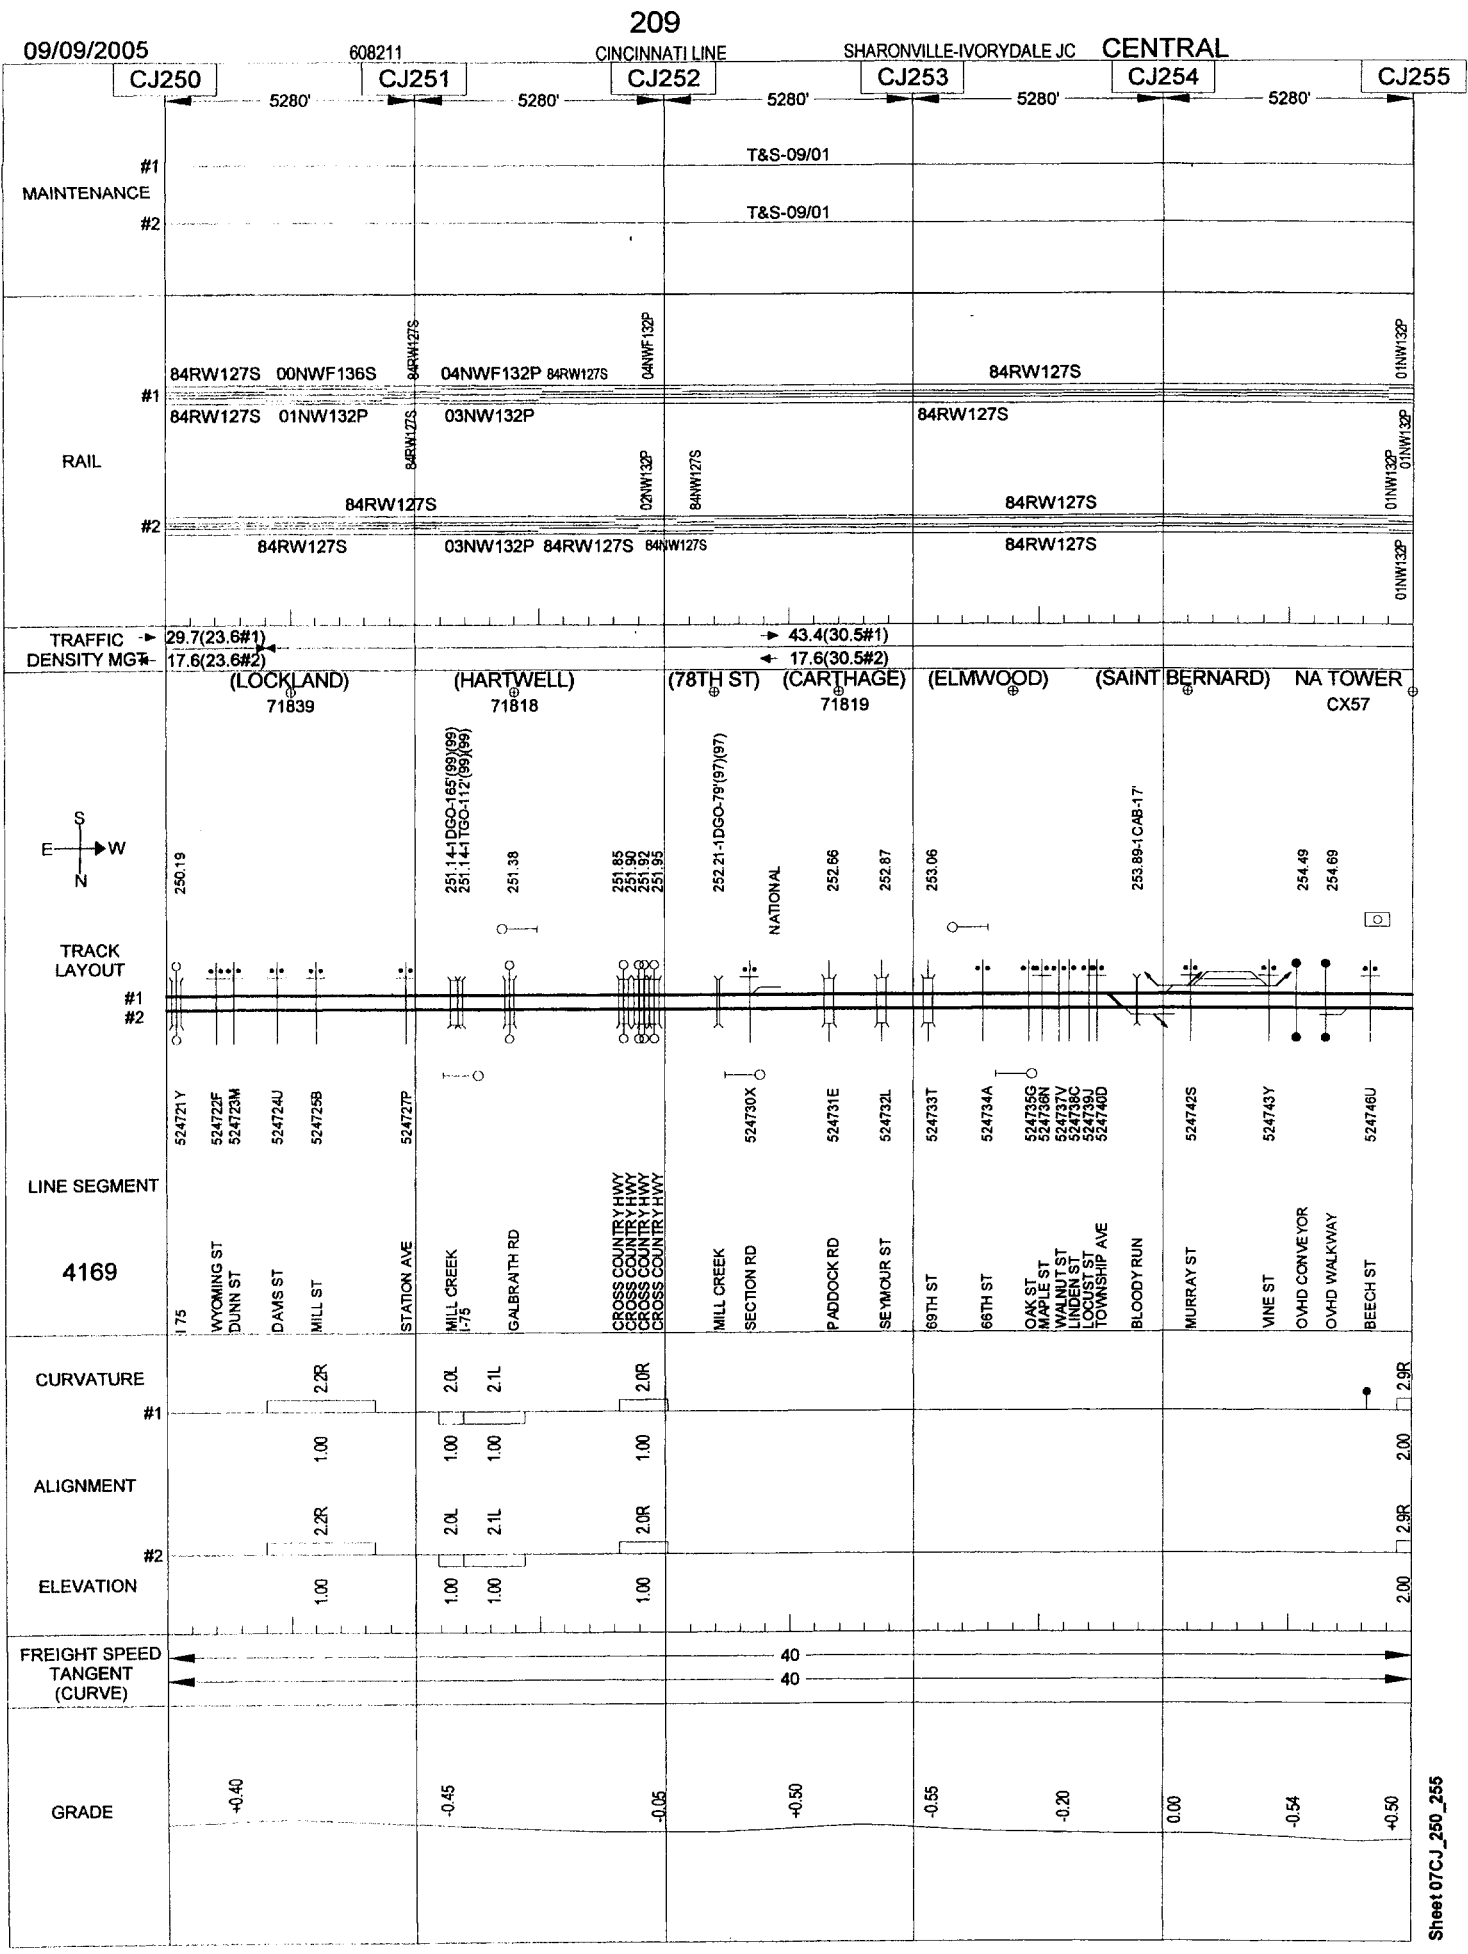 209
09/09/2005
608211
CINCINNATI LINE
SHARONVILLE-IVORYDALE JC
CENTRAL
CJ250
CJ251
CJ252
CJ253
CJ254
CJ255
5280'
5280'
5280'
5280'
5280'
#1
T&S-09/01
MAINTENANCE
#2
T&S-09/01
84RW127S
04NWF132P
01NW132P
84RW127S
00NWF136S
04NWF132P
84RW127S
84RW127S
#1
84RW127S
01NW132P
84RW127S
03NW132P
84RW127S
01NW132P
RAIL
02NW132P
84NW127S
01NW132P
84RW127S
84RW127S
#2
84RW127S
03NW132P
84RW127S
84NW127S
84RW127S
01NW132P
TRAFFIC
29.7(23.6#1)
43.4(30.5#1)
DENSITY MGT
17.6(23.6#2)
17.6(30.5#2)
(LOCKLAND)
(HARTWELL)
(78TH ST)
(CARTHAGE)
(ELMWOOD)
(SAINT BERNARD)
NA TOWER
71839
71818
71819
CX57
S
E
W
N
250.19
251.14-1DGO-165'(99)(99)
251.14-1TGO-112'(99)(99)
251.38
251.85
251.90
251.92
251.95
252.21-1DGO-79'(97)(97)
NATIONAL
252.66
252.87
253.06
253.89-1CAB-17'
254.49
254.69
TRACK
LAYOUT
#1
#2
524721Y
524722F
524723M
524724U
524725B
524727P
524730X
524731E
524732L
524733T
524734A
524735G
524736N
524737V
524738C
524739J
524740D
524742S
524743Y
524746U
LINE SEGMENT
4169
I-75
WYOMING ST
DUNN ST
DAVIS ST
MILL ST
STATION AVE
MILL CREEK
I-75
GALBRAITH RD
CROSS COUNTRY HWY
CROSS COUNTRY HWY
CROSS COUNTRY HWY
CROSS COUNTRY HWY
MILL CREEK
SECTION RD
PADDOCK RD
SEYMOUR ST
69TH ST
66TH ST
OAK ST
MAPLE ST
WALNUT ST
LINDEN ST
LOCUST ST
TOWNSHIP AVE
BLOODY RUN
MURRAY ST
VINE ST
OVHD CONVEYOR
OVHD WALKWAY
BEECH ST
CURVATURE
2.2R
2.0L
2.1L
2.0R
2.9R
#1
1.00
1.00
1.00
1.00
2.00
ALIGNMENT
2.2R
2.0L
2.1L
2.0R
2.9R
#2
ELEVATION
1.00
1.00
1.00
1.00
2.00
FREIGHT SPEED
TANGENT
(CURVE)
40
40
GRADE
+0.40
-0.45
-0.05
+0.50
-0.55
-0.20
0.00
-0.54
+0.50
Sheet 07CJ_250_255